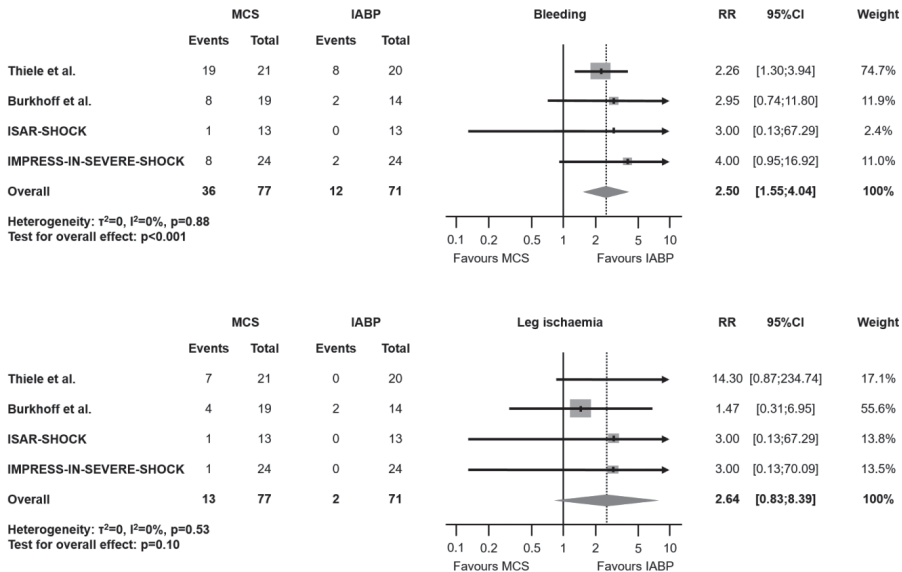 MCS IABP Bleeding RR 95%CI Weight
Events Total Events Total
Thiele et al. 19 21 8 20 2.26 [1.30;3.94] 74.7%
Burkhoff et al. 8 19 2 14 2.95 [0.74;11.80] 11.9%
ISAR-SHOCK 1 13 0 13 3.00 [0.13;67.29] 2.4%
IMPRESS-IN-SEVERE-SHOCK 8 24 2 24 4.00 [0.95;16.92] 11.0%
Overall 36 77 12 71 2.50 [1.55;4.04] 100%
Heterogeneity: τ²=0, I²=0%, p=0.88
Test for overall effect: p<0.001
0.1 0.2 0.5 1 2 5 10
Favours MCS Favours IABP
MCS IABP Leg ischaemia RR 95%CI Weight
Events Total Events Total
Thiele et al. 7 21 0 20 14.30 [0.87;234.74] 17.1%
Burkhoff et al. 4 19 2 14 1.47 [0.31;6.95] 55.6%
ISAR-SHOCK 1 13 0 13 3.00 [0.13;67.29] 13.8%
IMPRESS-IN-SEVERE-SHOCK 1 24 0 24 3.00 [0.13;70.09] 13.5%
Overall 13 77 2 71 2.64 [0.83;8.39] 100%
Heterogeneity: τ²=0, I²=0%, p=0.53
Test for overall effect: p=0.10
0.1 0.2 0.5 1 2 5 10
Favours MCS Favours IABP